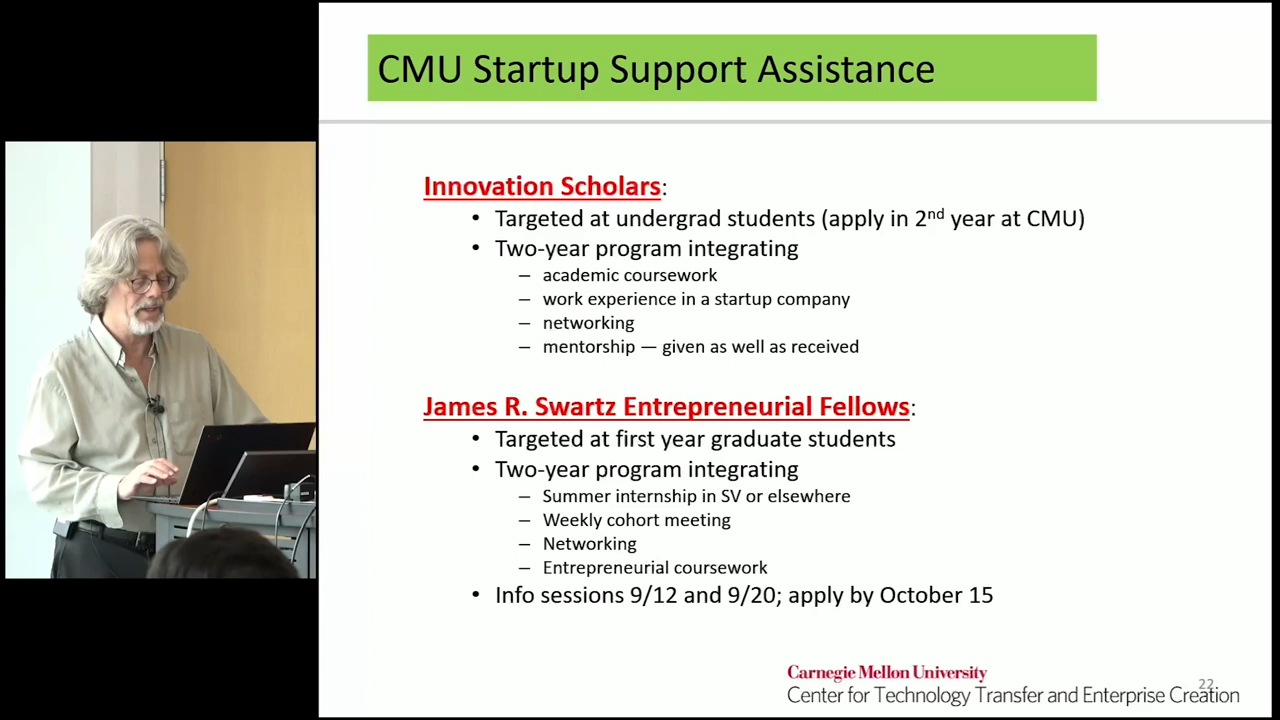 CMU Startup Support Assistance
Innovation Scholars:
• Targeted at undergrad students (apply in 2nd year at CMU)
• Two-year program integrating
– academic coursework
– work experience in a startup company
– networking
– mentorship — given as well as received
James R. Swartz Entrepreneurial Fellows:
• Targeted at first year graduate students
• Two-year program integrating
– Summer internship in SV or elsewhere
– Weekly cohort meeting
– Networking
– Entrepreneurial coursework
• Info sessions 9/12 and 9/20; apply by October 15
Carnegie Mellon University
Center for Technology Transfer and Enterprise Creation
22